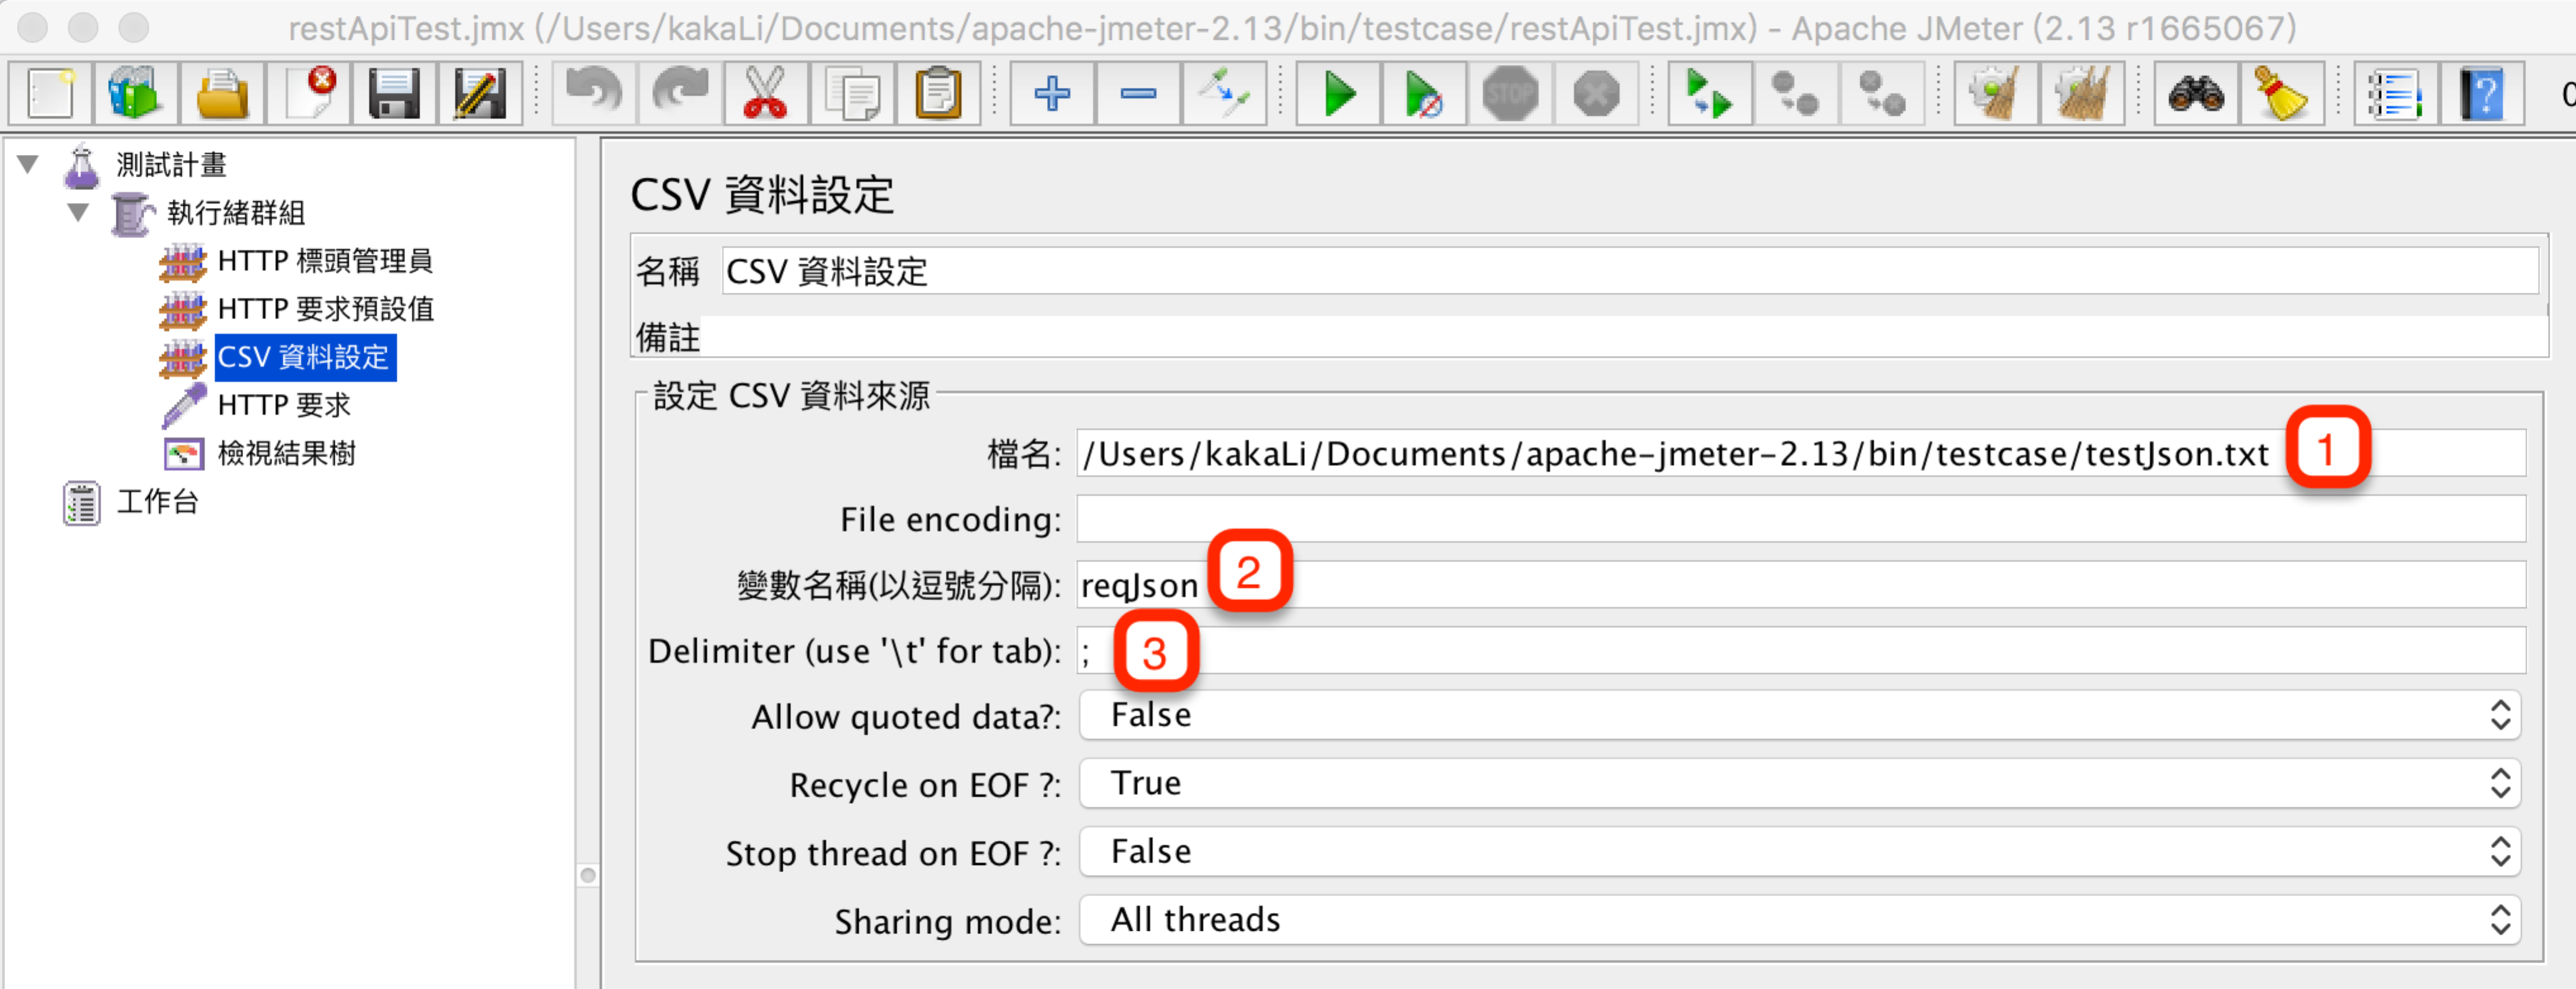 restApiTest.jmx (/Users/kakaLi/Documents/apache-jmeter-2.13/bin/testcase/restApiTest.jmx) - Apache JMeter (2.13 r1665067)
STOP
?
0
測試計畫
執行緒群組
HTTP 標頭管理員
HTTP 要求預設值
CSV 資料設定
HTTP 要求
檢視結果樹
工作台
CSV 資料設定
名稱 CSV 資料設定
備註
設定 CSV 資料來源
檔名: /Users/kakaLi/Documents/apache-jmeter-2.13/bin/testcase/testJson.txt 1
File encoding:
變數名稱(以逗號分隔): reqJson 2
Delimiter (use '\t' for tab): ; 3
Allow quoted data?: False
Recycle on EOF ?: True
Stop thread on EOF ?: False
Sharing mode: All threads